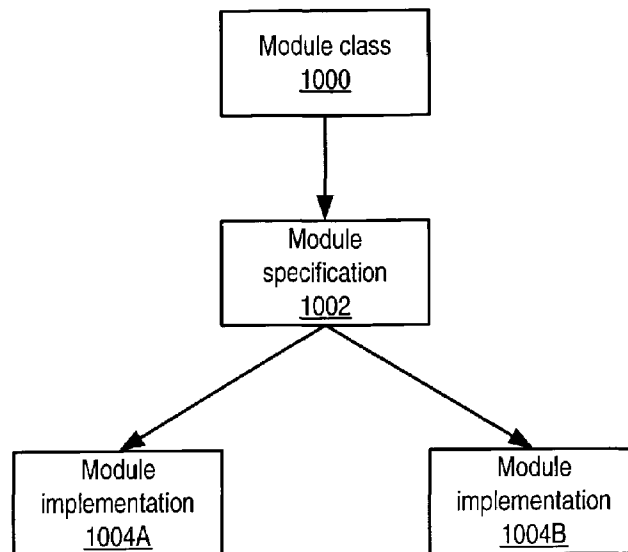 Module class
1000
Module
specification
1002
Module
implementation
1004A
Module
implementation
1004B